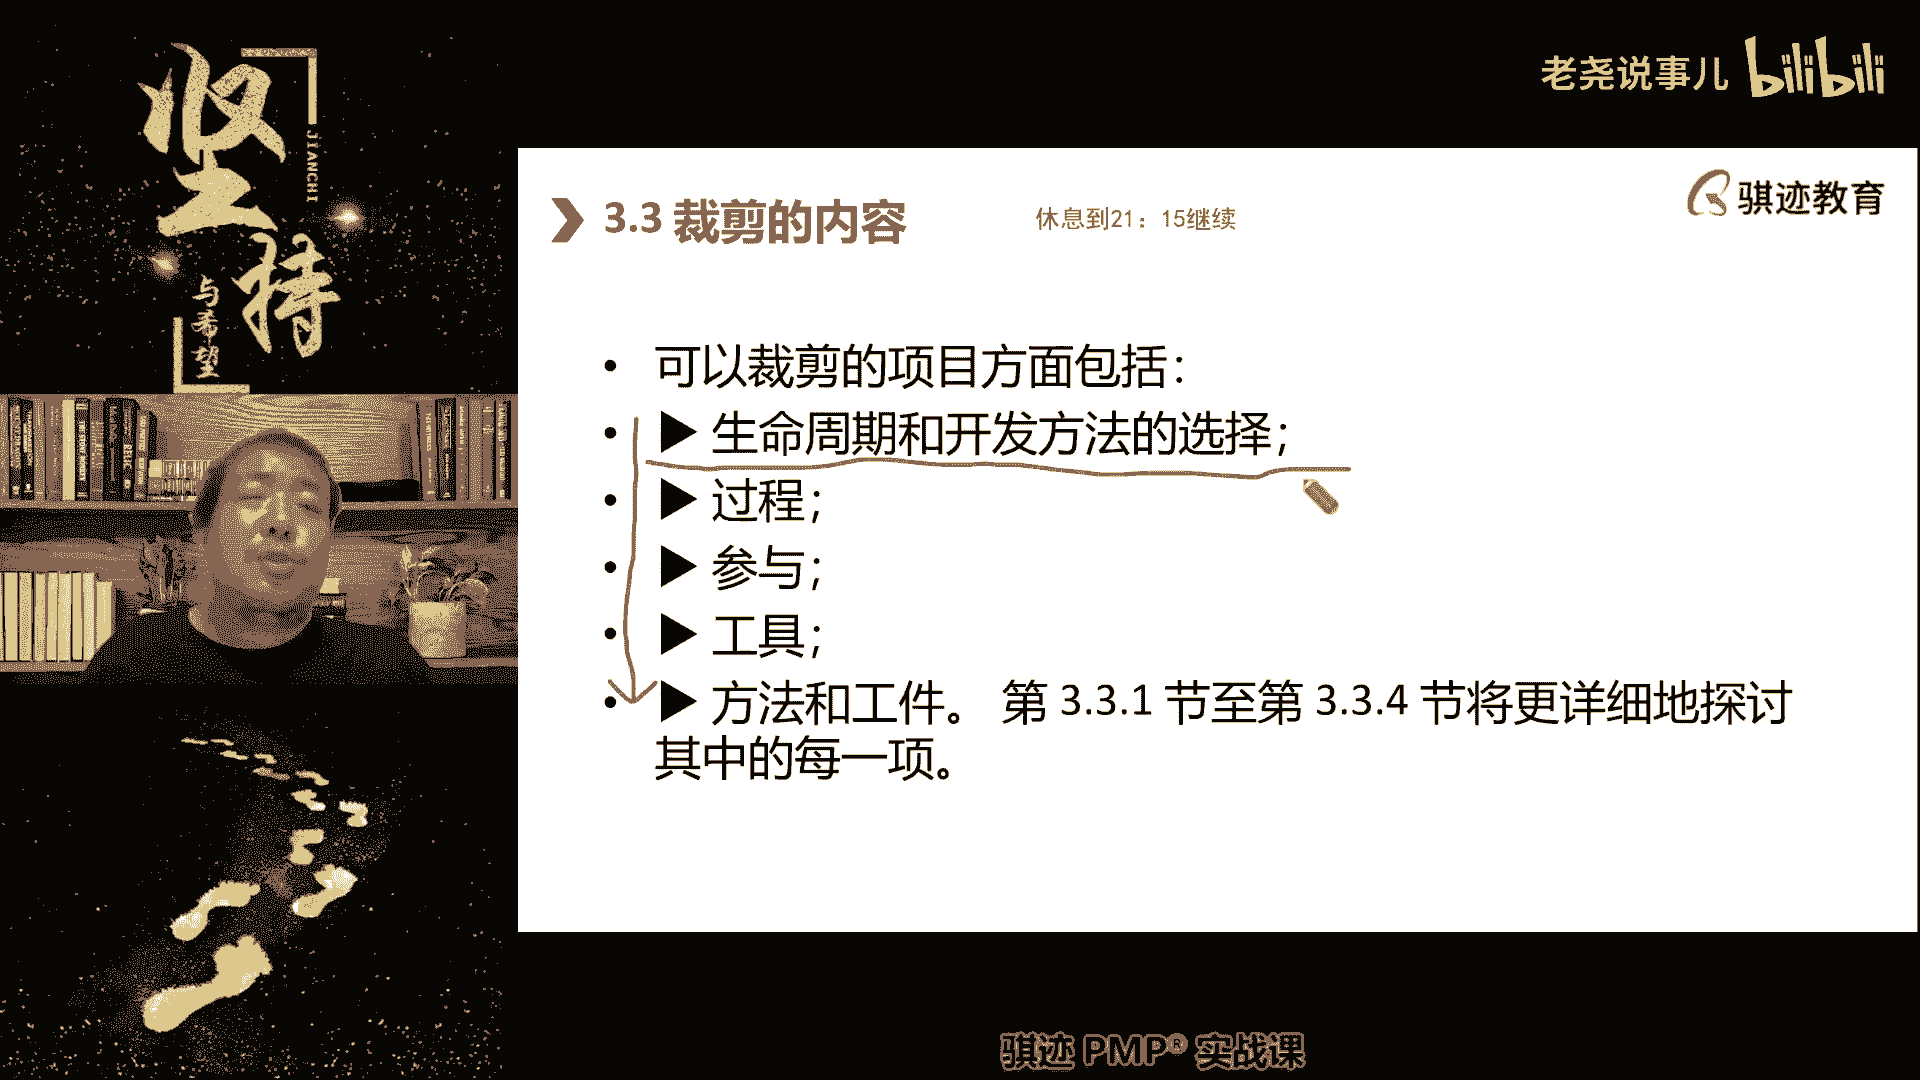 坚持
JIANCHI
与希望
老尧说事儿 bilibili
骐迹教育
3.3 裁剪的内容
休息到21：15继续
• 可以裁剪的项目方面包括：
• ▶ 生命周期和开发方法的选择；
• ▶ 过程；
• ▶ 参与；
• ▶ 工具；
• ▶ 方法和工件。 第 3.3.1 节至第 3.3.4 节将更详细地探讨
其中的每一项。
骐迹 PMP® 实战课